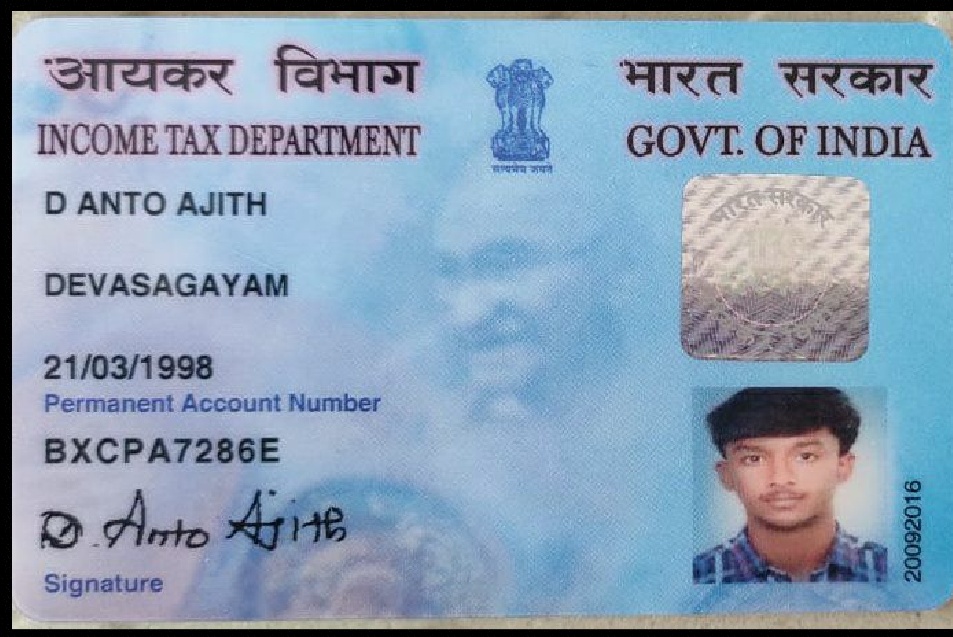 आयकर विभाग
INCOME TAX DEPARTMENT
सत्यमेव जयते
भारत सरकार
GOVT. OF INDIA
D ANTO AJITH
भारत सरकार
DEVASAGAYAM
21/03/1998
Permanent Account Number
BXCPA7286E
D. Anto Ajith
Signature
20092016